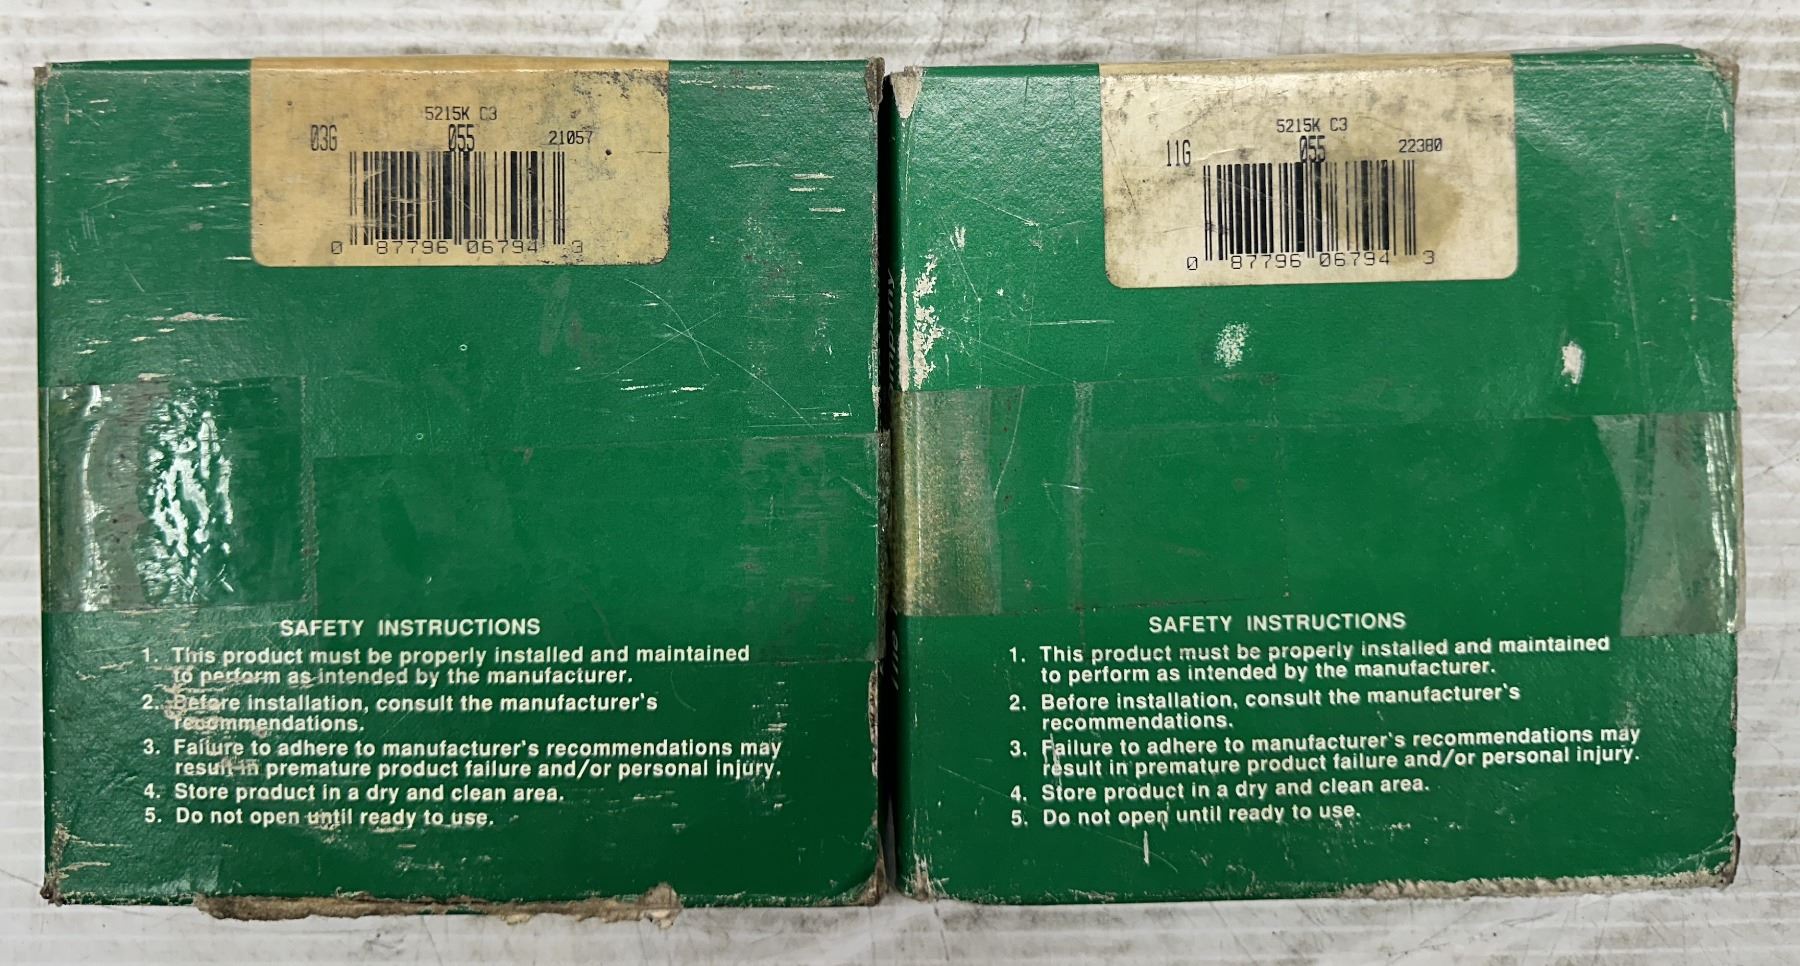 5215K C3
03G 055 21057
0 87796 06794 3
SAFETY INSTRUCTIONS
1. This product must be properly installed and maintained
to perform as intended by the manufacturer.
2. Before installation, consult the manufacturer's
recommendations.
3. Failure to adhere to manufacturer's recommendations may
result in premature product failure and/or personal injury.
4. Store product in a dry and clean area.
5. Do not open until ready to use.
5215K C3
11G 055 22380
0 87796 06794 3
SAFETY INSTRUCTIONS
1. This product must be properly installed and maintained
to perform as intended by the manufacturer.
2. Before installation, consult the manufacturer's
recommendations.
3. Failure to adhere to manufacturer's recommendations may
result in premature product failure and/or personal injury.
4. Store product in a dry and clean area.
5. Do not open until ready to use.